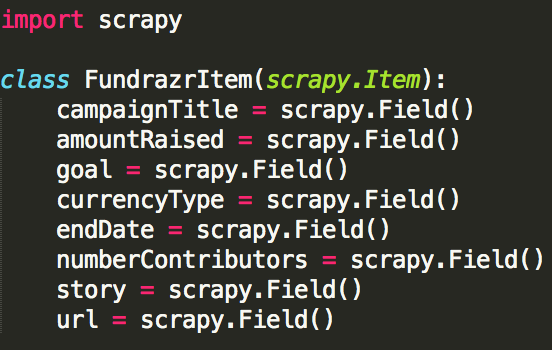 import scrapy
class FundrazrItem(scrapy.Item):
campaignTitle = scrapy.Field()
amountRaised = scrapy.Field()
goal = scrapy.Field()
currencyType = scrapy.Field()
endDate = scrapy.Field()
numberContributors = scrapy.Field()
story = scrapy.Field()
url = scrapy.Field()